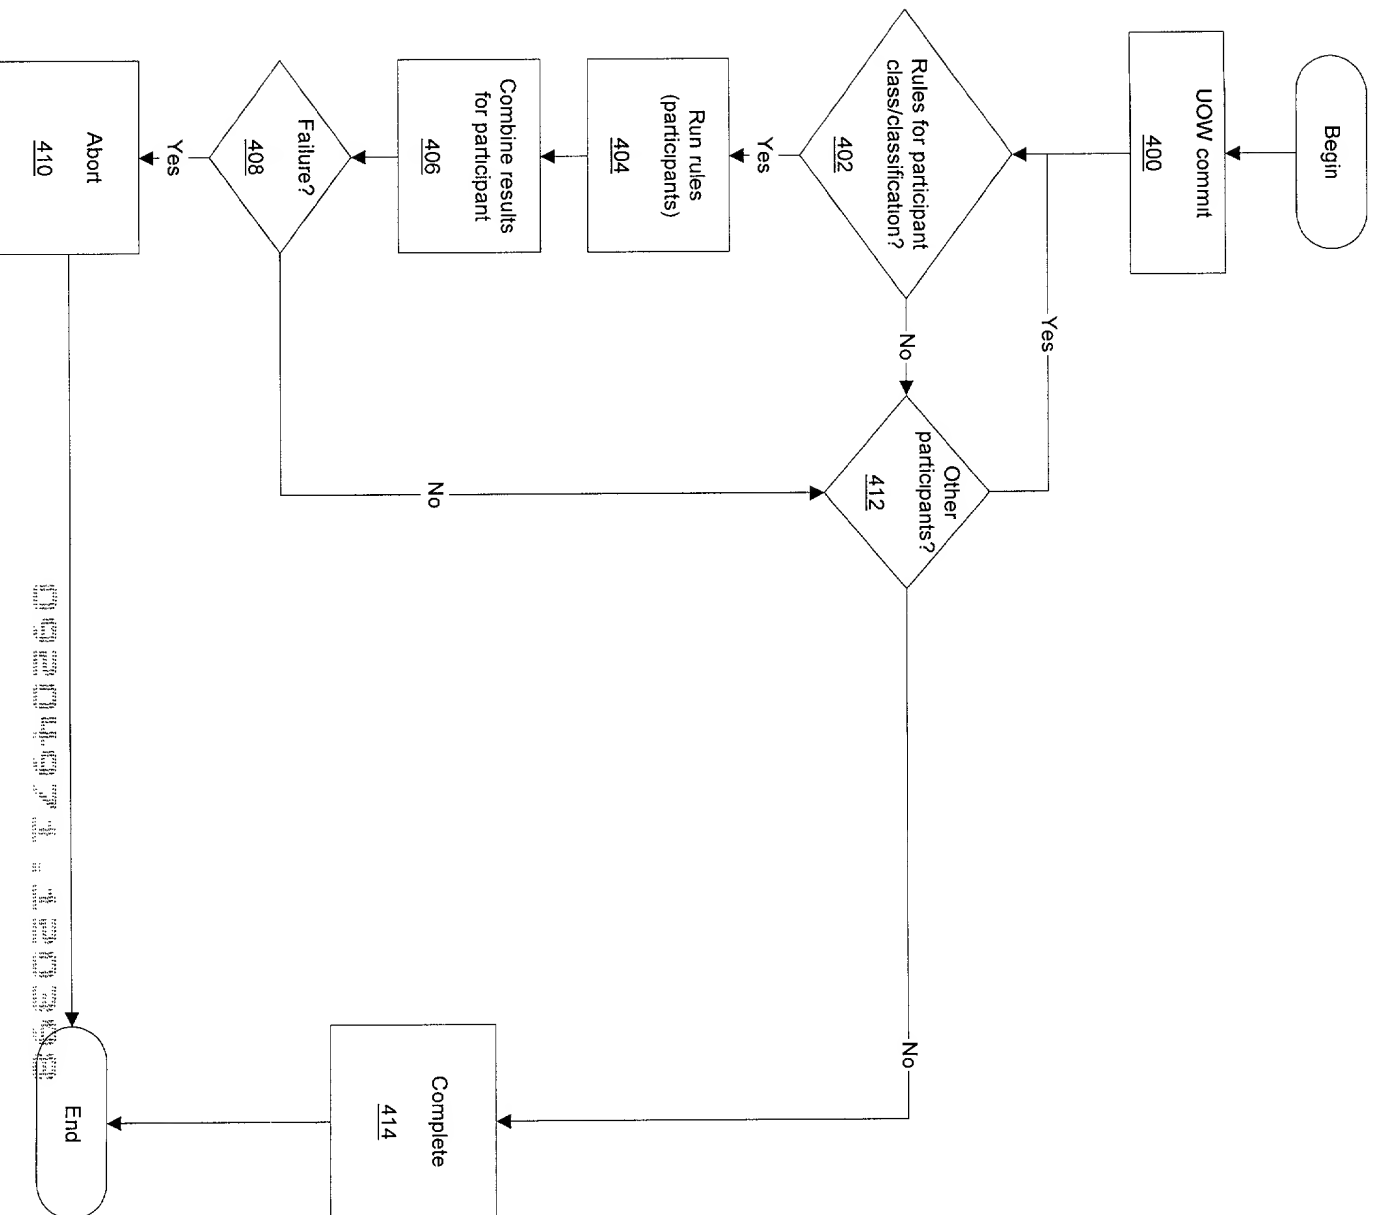 Begin
UOW commit
400
Yes
Rules for participant
class/classification?
402
No
Other
participants?
412
Yes
Run rules
(participants)
404
Combine results
for participant
406
No
Failure?
408
No
Yes
Abort
410
Complete
414
End